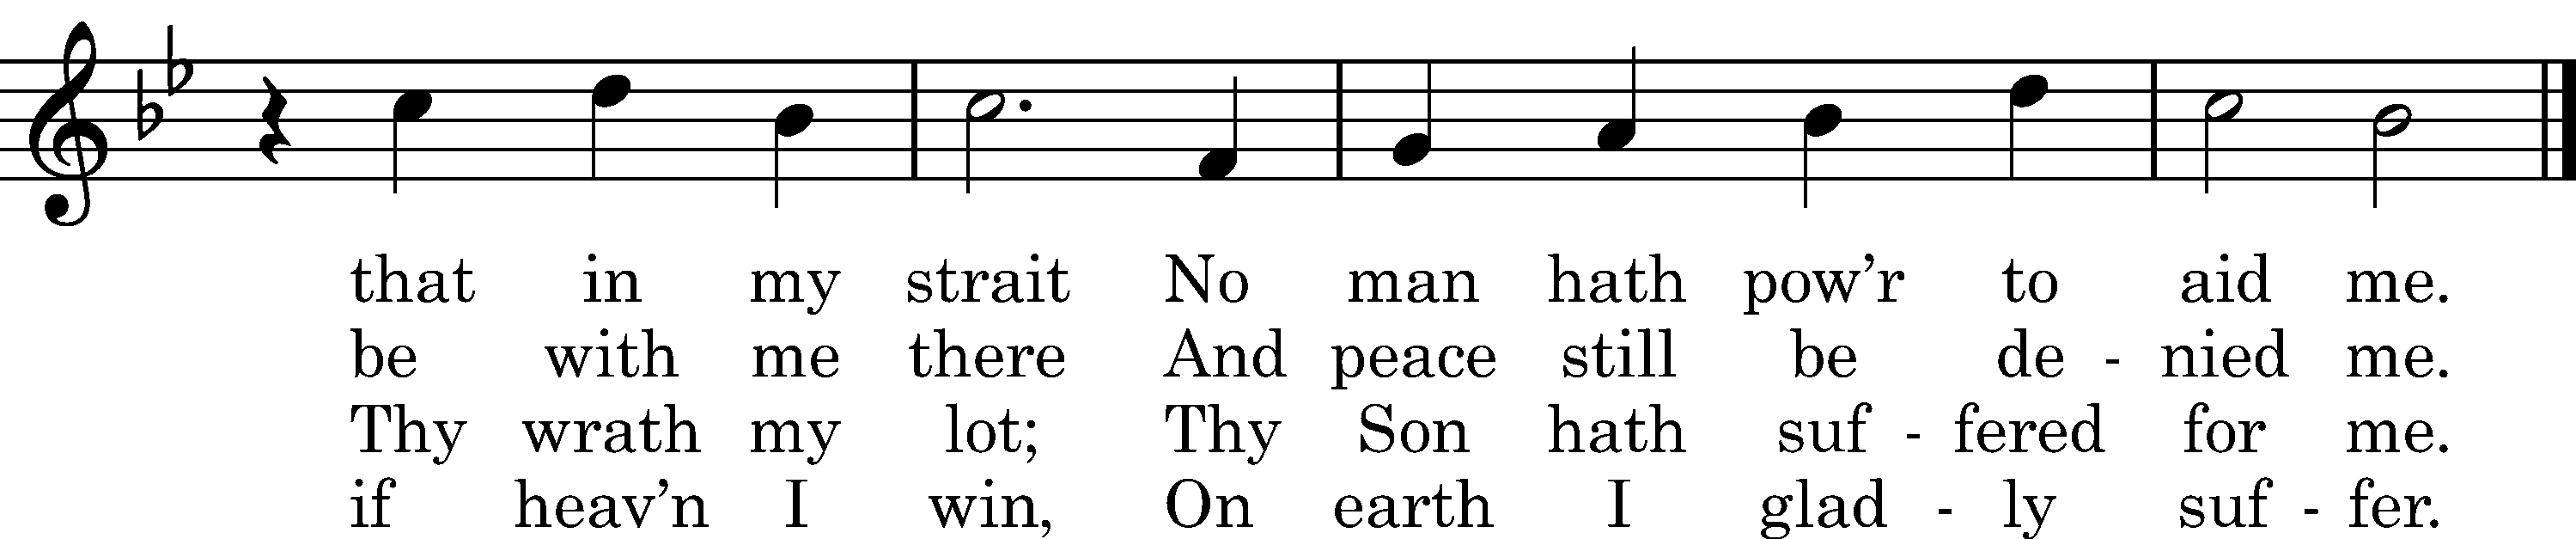 that in my strait No man hath pow’r to aid me.
be with me there And peace still be de - nied me.
Thy wrath my lot; Thy Son hath suf - fered for me.
if heav’n I win, On earth I glad - ly suf - fer.